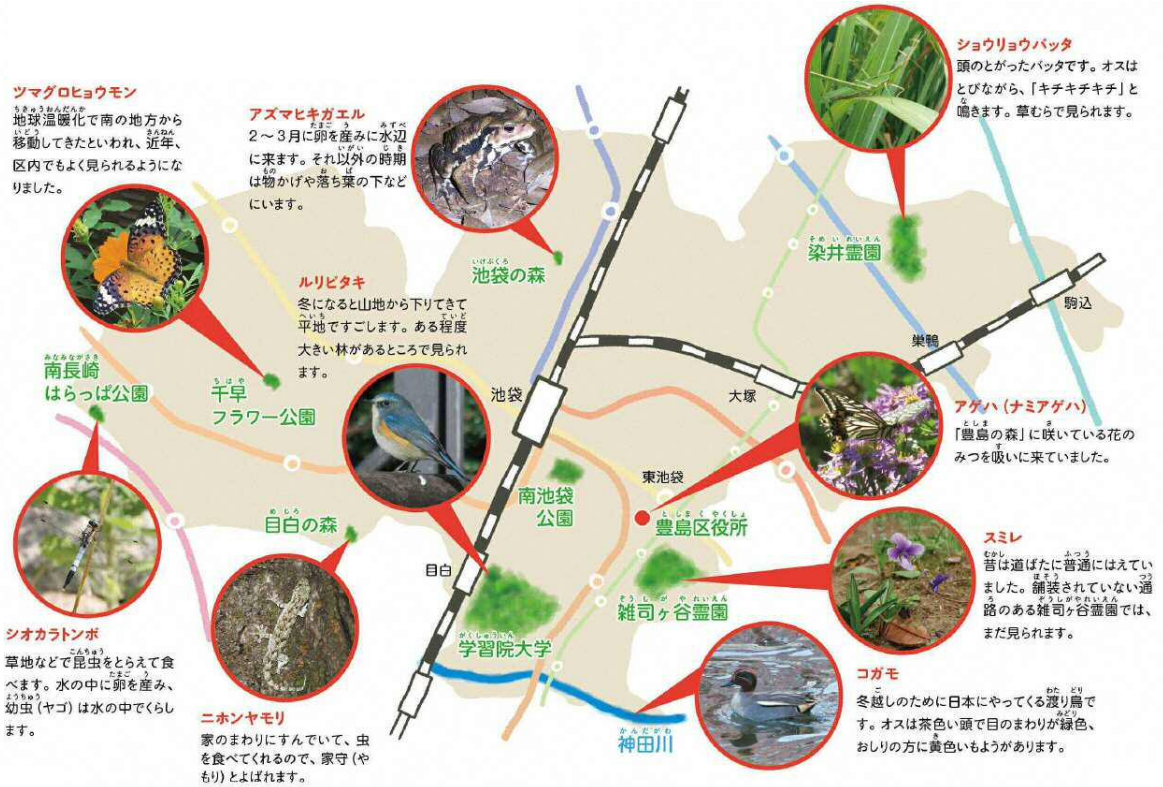 ツマグロヒョウモン
地球温暖化で南の地方から
移動してきたといわれ、近年、
区内でもよく見られるようにな
りました。
アズマヒキガエル
2〜3月に卵を産みに水辺
に来ます。それ以外の時期
は物かげや落ち葉の下など
にいます。
ショウリョウバッタ
頭のとがったバッタです。オスは
とびながら、「キチキチキチ」と
鳴きます。草むらで見られます。
池袋の森
染井霊園
ルリビタキ
冬になると山地から下りてきて
平地ですごします。ある程度
大きい林があるところで見られ
ます。
駒込
巣鴨
大塚
池袋
南長崎
はらっぱ公園
千早
フラワー公園
アゲハ(ナミアゲハ)
「豊島の森」に咲いている花の
みつを吸いに来ていました。
東池袋
南池袋
公園
豊島区役所
目白の森
目白
雑司ヶ谷霊園
学習院大学
スミレ
昔は道ばたに普通にはえてい
ました。舗装されていない通
路のある雑司ヶ谷霊園では、
まだ見られます。
シオカラトンボ
草地などで昆虫をとらえて食
べます。水の中に卵を産み、
幼虫(ヤゴ)は水の中でくらし
ます。
ニホンヤモリ
家のまわりにすんでいて、虫
を食べてくれるので、家守(や
もり)とよばれます。
神田川
コガモ
冬越しのために日本にやってくる渡り鳥で
す。オスは茶色い頭で目のまわりが緑色、
おしりの方に黄色いもようがあります。